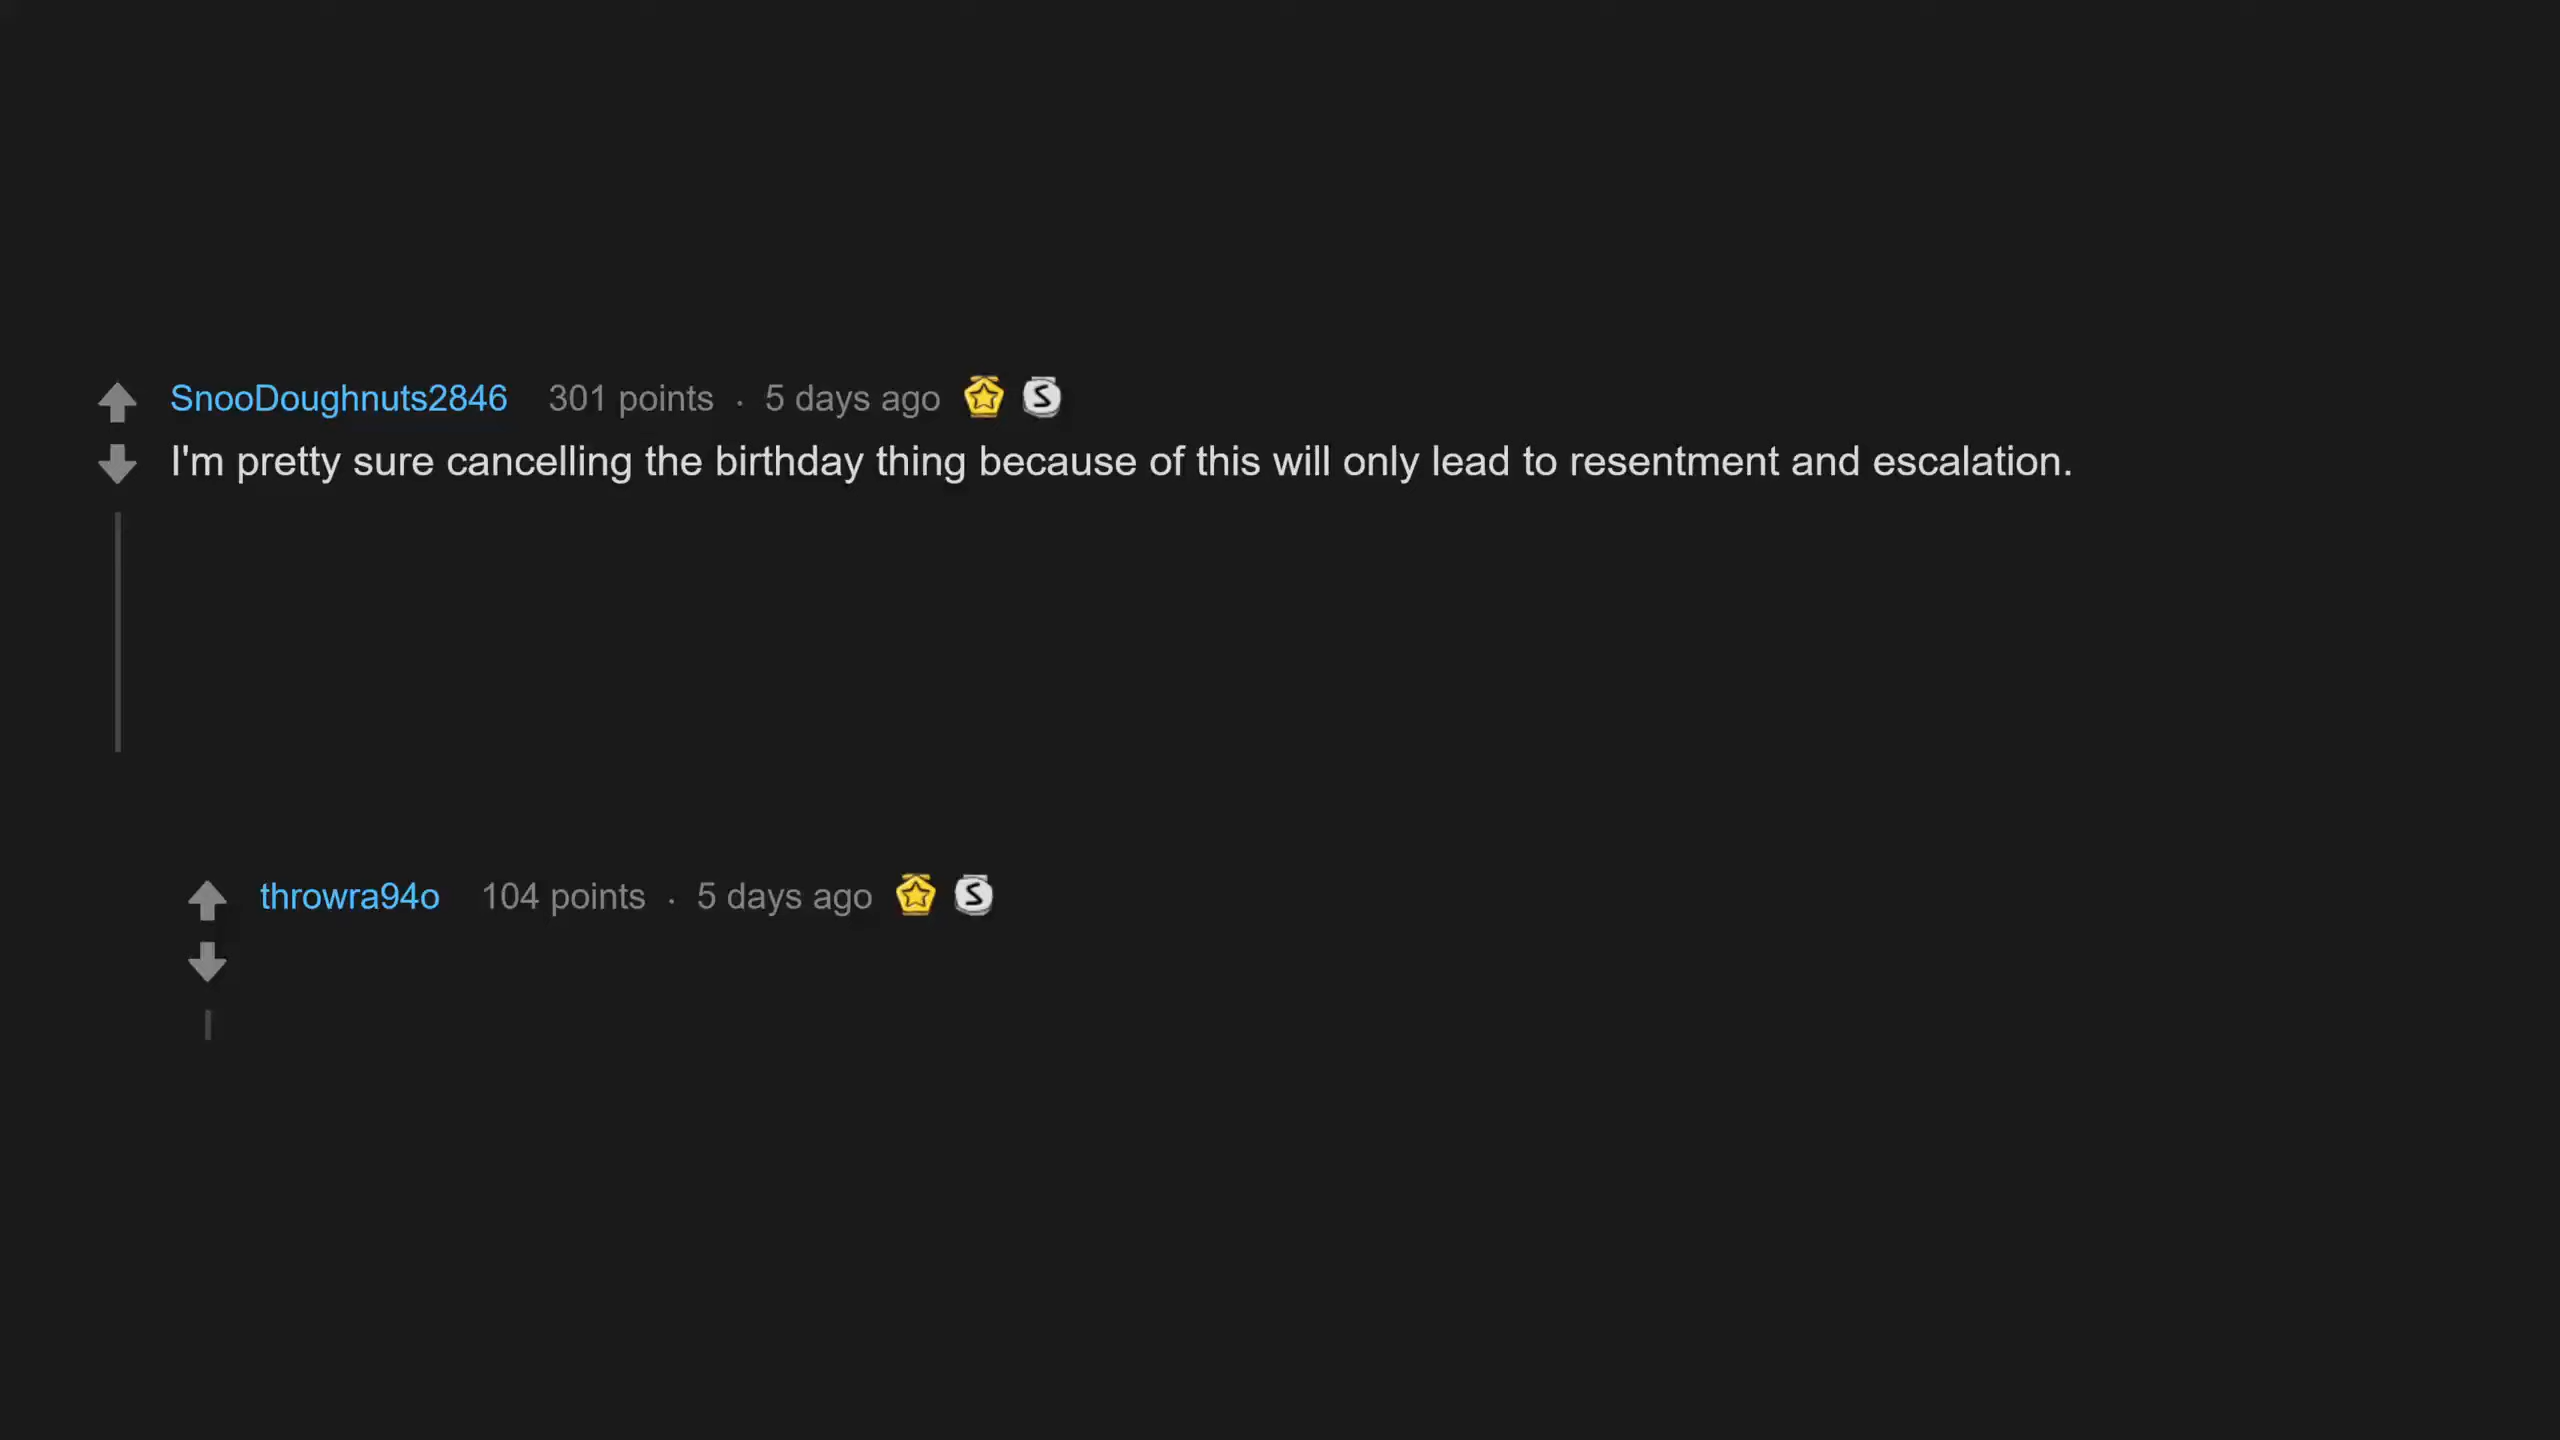 SnooDoughnuts2846 301 points · 5 days ago
I'm pretty sure cancelling the birthday thing because of this will only lead to resentment and escalation.
throwra94o 104 points · 5 days ago